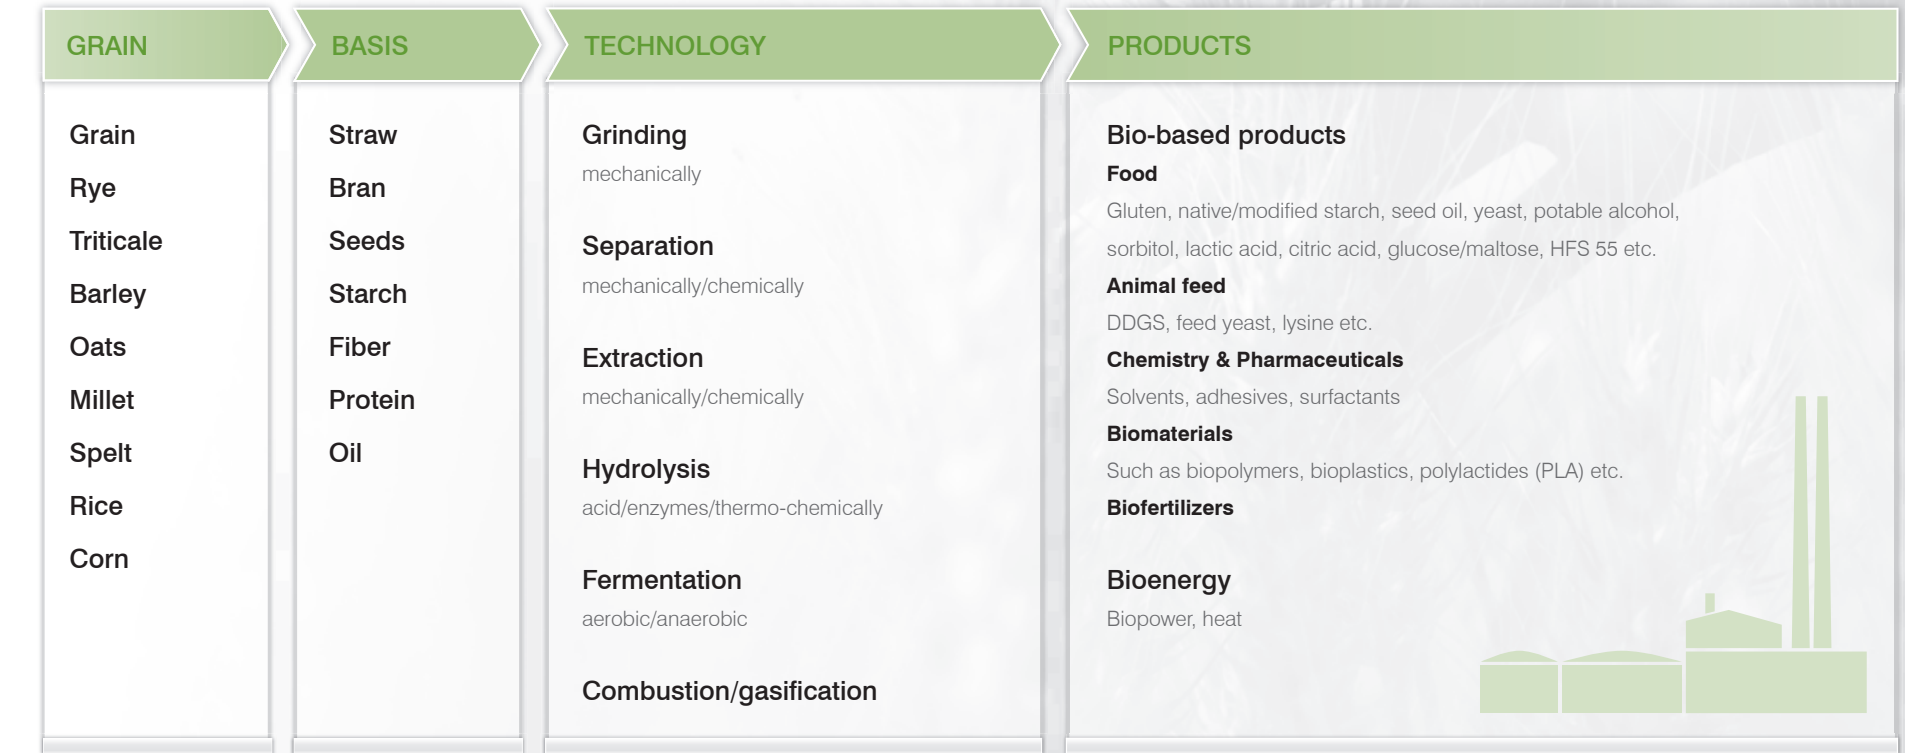 GRAIN
Grain
Rye
Triticale
Barley
Oats
Millet
Spelt
Rice
Corn
BASIS
Straw
Bran
Seeds
Starch
Fiber
Protein
Oil
TECHNOLOGY
Grinding
mechanically
Separation
mechanically/chemically
Extraction
mechanically/chemically
Hydrolysis
acid/enzymes/thermo-chemically
Fermentation
aerobic/anaerobic
Combustion/gasification
PRODUCTS
Bio-based products
Food
Gluten, native/modified starch, seed oil, yeast, potable alcohol,
sorbitol, lactic acid, citric acid, glucose/maltose, HFS 55 etc.
Animal feed
DDGS, feed yeast, lysine etc.
Chemistry & Pharmaceuticals
Solvents, adhesives, surfactants
Biomaterials
Such as biopolymers, bioplastics, polylactides (PLA) etc.
Biofertilizers
Bioenergy
Biopower, heat